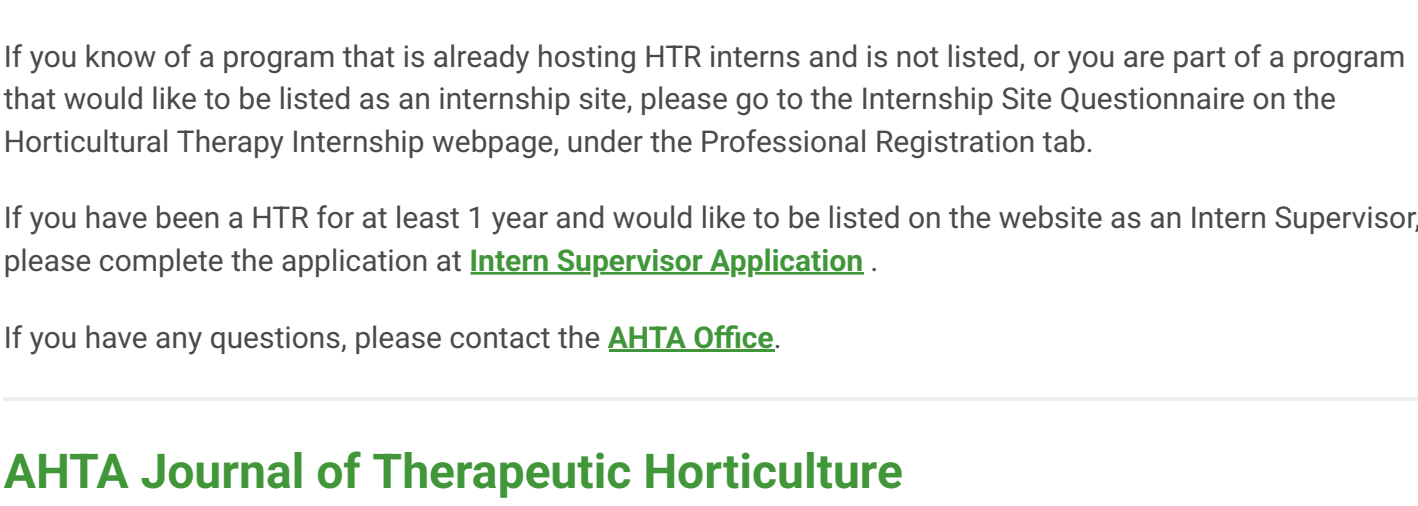 If you know of a program that is already hosting HTR interns and is not listed, or you are part of a program
that would like to be listed as an internship site, please go to the Internship Site Questionnaire on the
Horticultural Therapy Internship webpage, under the Professional Registration tab.
If you have been a HTR for at least 1 year and would like to be listed on the website as an Intern Supervisor,
please complete the application at Intern Supervisor Application .
If you have any questions, please contact the AHTA Office.
AHTA Journal of Therapeutic Horticulture